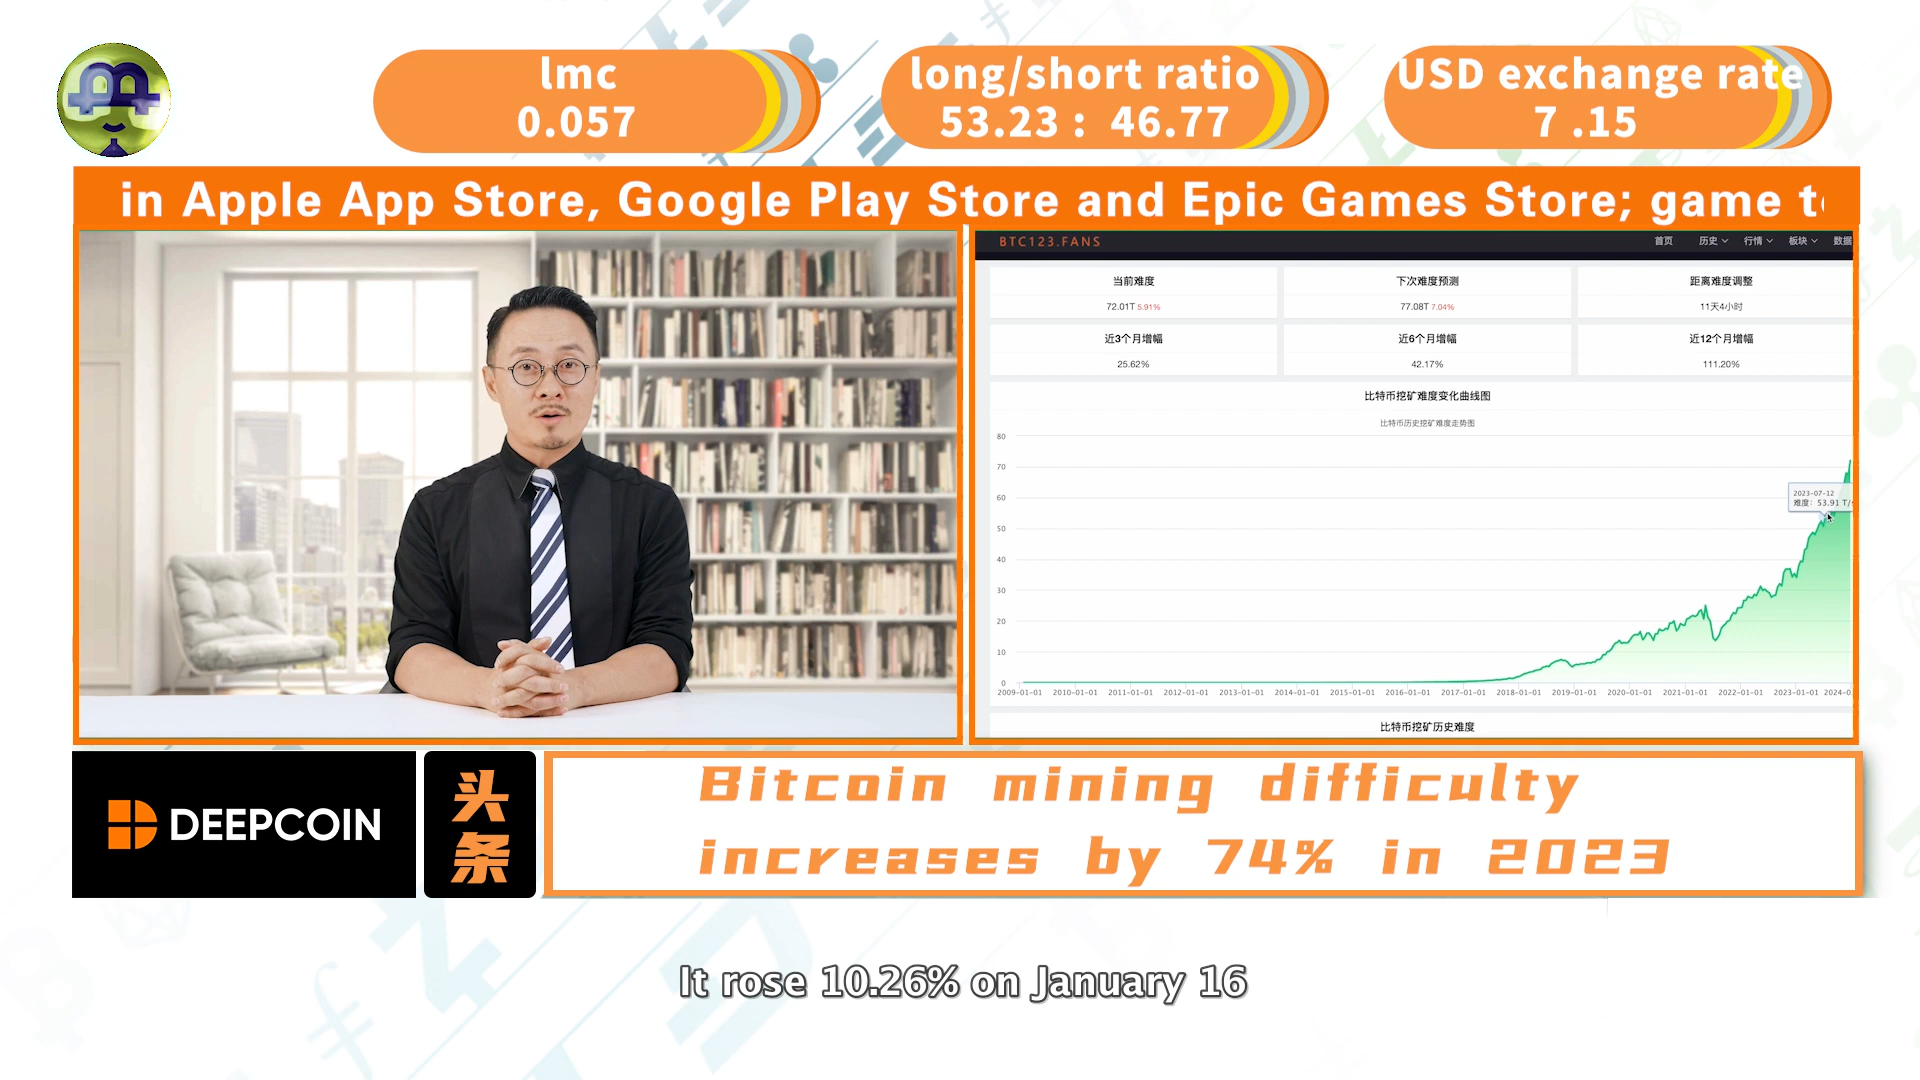 lmc
0.057
long/short ratio
53.23 : 46.77
USD exchange rate
7.15
in Apple App Store, Google Play Store and Epic Games Store; game
BTC123.FANS
首页 历史 行情 板块 数据
当前难度
72.01T 5.91%
下次难度预测
77.08T 7.04%
距离难度调整
11天4小时
近3个月增幅
25.62%
近6个月增幅
42.17%
近12个月增幅
111.20%
比特币挖矿难度变化曲线图
比特币历史挖矿难度走势图
80
70
60
50
40
30
20
10
0
2023-07-12
难度: 53.91 T/
2009-01-01 2010-01-01 2011-01-01 2012-01-01 2013-01-01 2014-01-01 2015-01-01 2016-01-01 2017-01-01 2018-01-01 2019-01-01 2020-01-01 2021-01-01 2022-01-01 2023-01-01 2024-0
比特币挖矿历史难度
DEEPCOIN
头条
Bitcoin mining difficulty
increases by 74% in 2023
It rose 10.26% on January 16